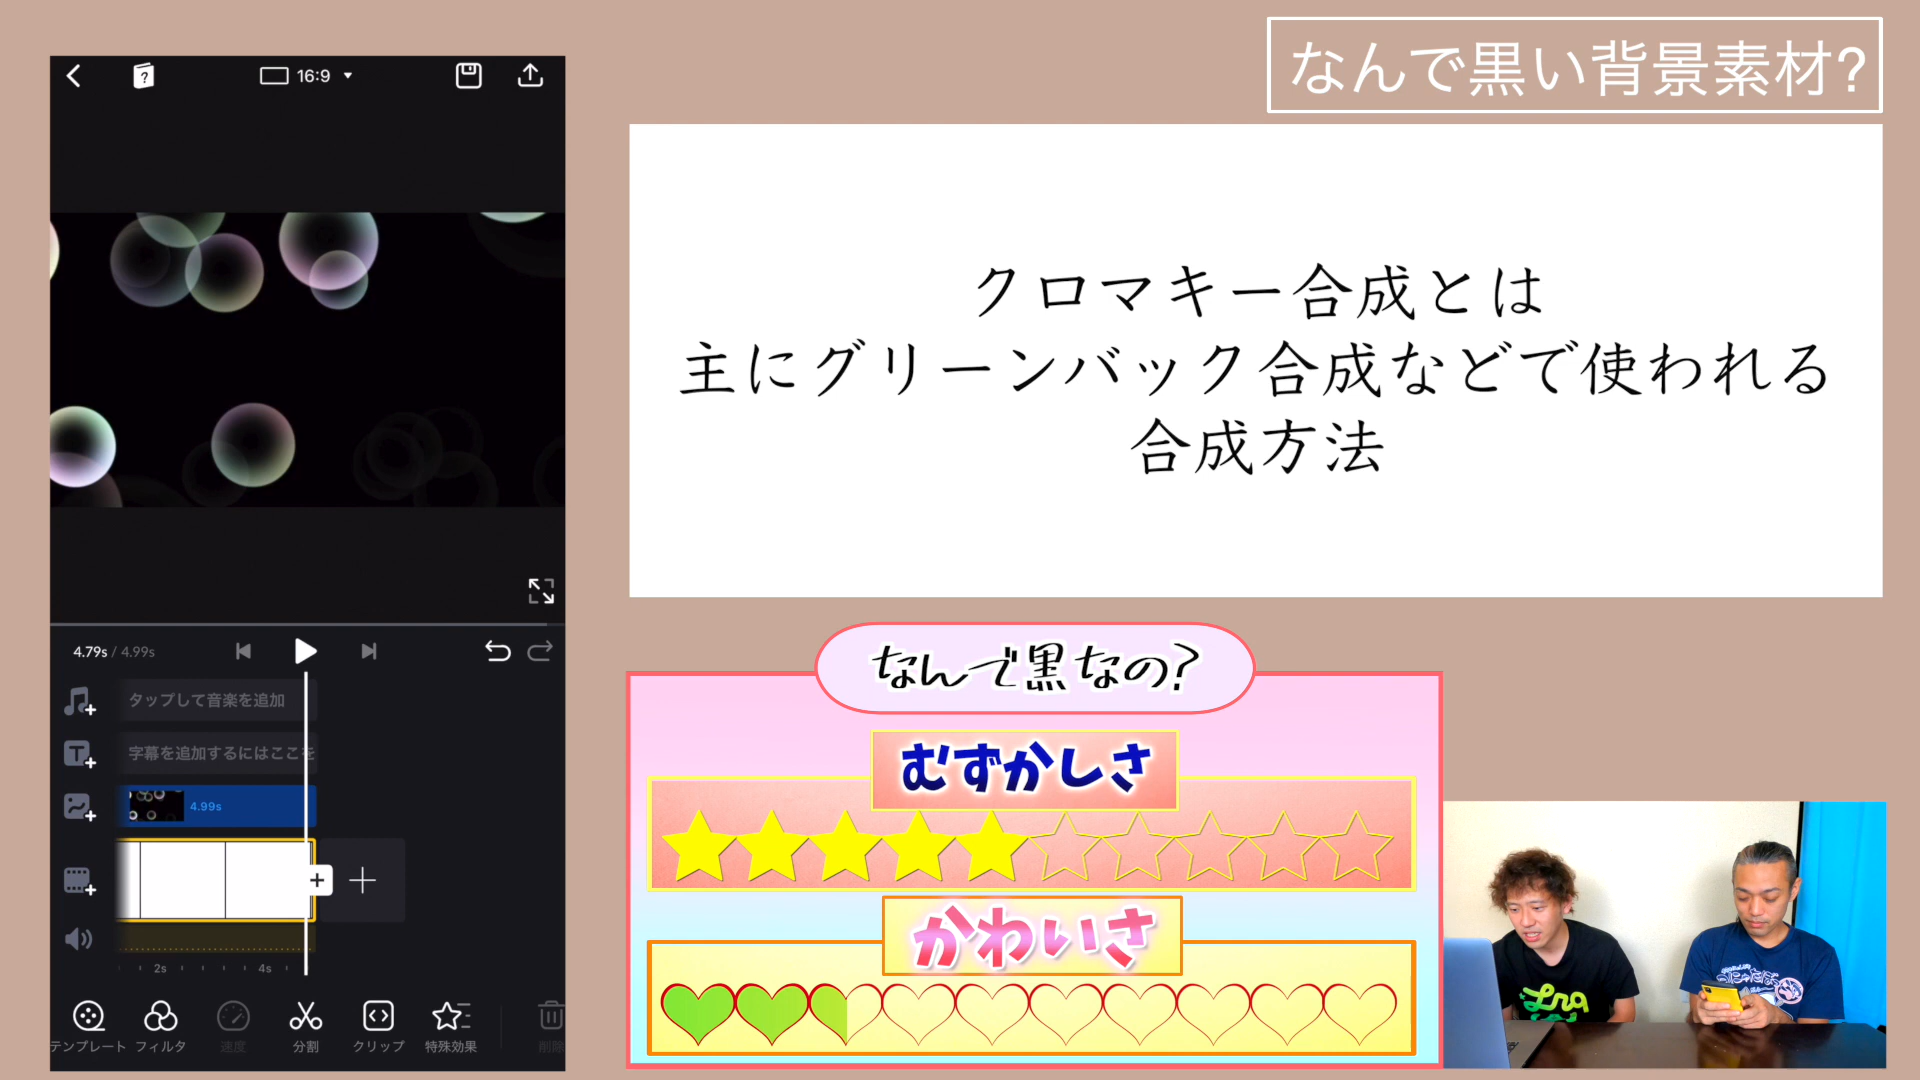 なんで黒い背景素材?
16:9
クロマキー合成とは
主にグリーンバック合成などで使われる
合成方法
4.79s / 4.99s
タップして音楽を追加
字幕を追加するにはここを
4.99s
2s
4s
テンプレート
フィルタ
速度
分割
クリップ
特殊効果
削除
なんで黒なの?
むずかしさ
かわいさ